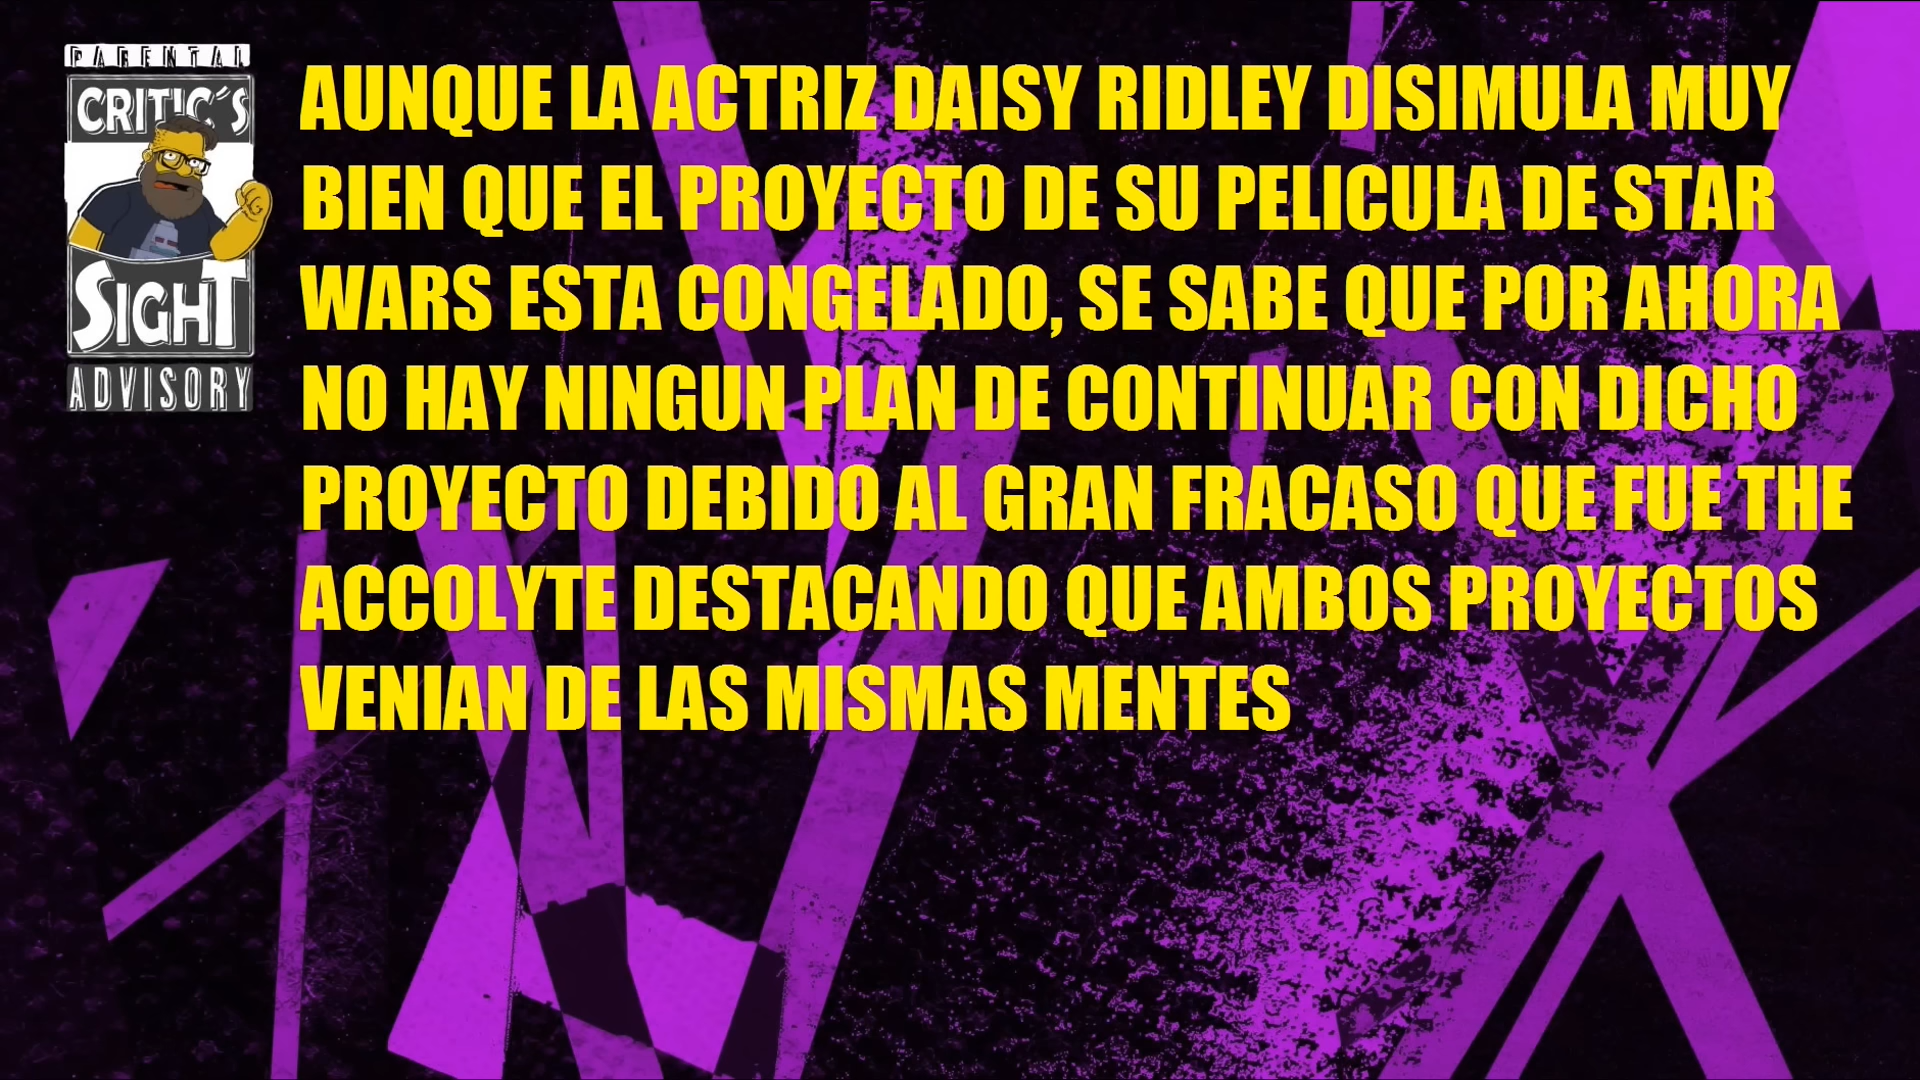 PARENTAL
CRITIC´S
SIGHT
ADVISORY
AUNQUE LA ACTRIZ DAISY RIDLEY DISIMULA MUY
BIEN QUE EL PROYECTO DE SU PELICULA DE STAR
WARS ESTA CONGELADO, SE SABE QUE POR AHORA
NO HAY NINGUN PLAN DE CONTINUAR CON DICHO
PROYECTO DEBIDO AL GRAN FRACASO QUE FUE THE
ACCOLYTE DESTACANDO QUE AMBOS PROYECTOS
VENIAN DE LAS MISMAS MENTES